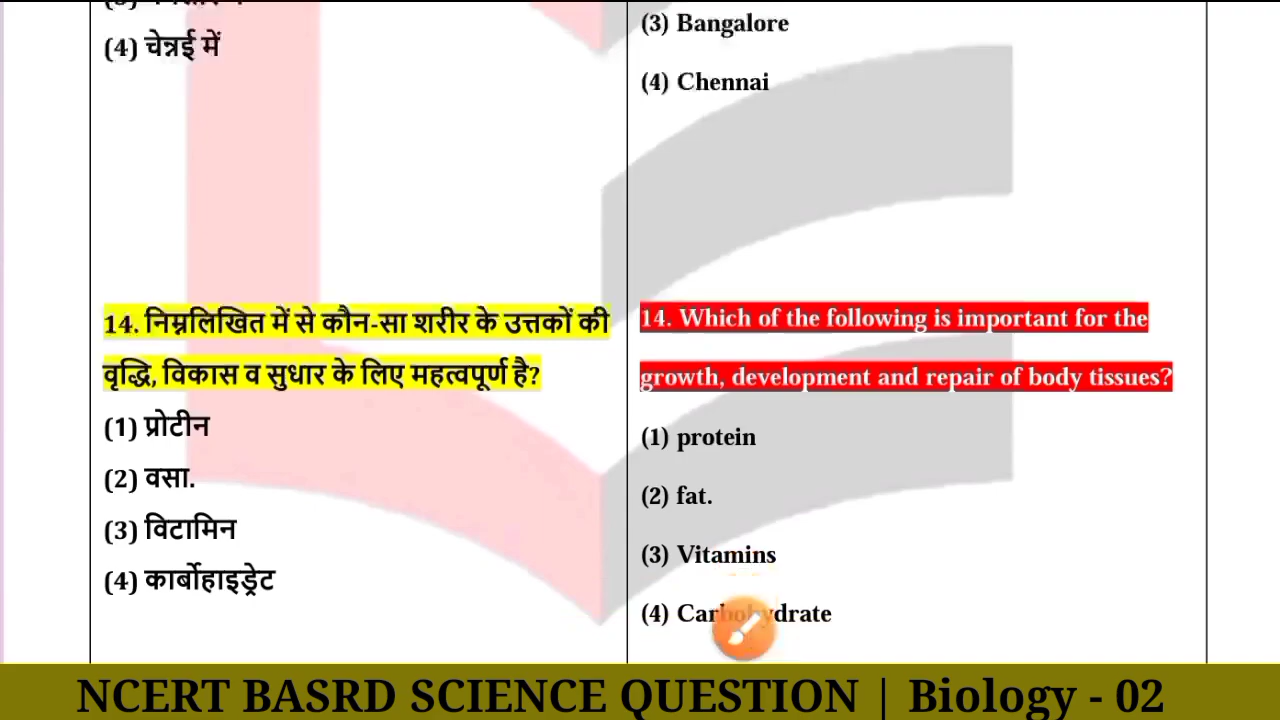 (4) चेन्नई में
14. निम्नलिखित में से कौन-सा शरीर के उत्तकों की
वृद्धि, विकास व सुधार के लिए महत्वपूर्ण है?
(1) प्रोटीन
(2) वसा.
(3) विटामिन
(4) कार्बोहाइड्रेट
(3) Bangalore
(4) Chennai
14. Which of the following is important for the
growth, development and repair of body tissues?
(1) protein
(2) fat.
(3) Vitamins
(4) Carbohydrate
NCERT BASRD SCIENCE QUESTION | Biology - 02